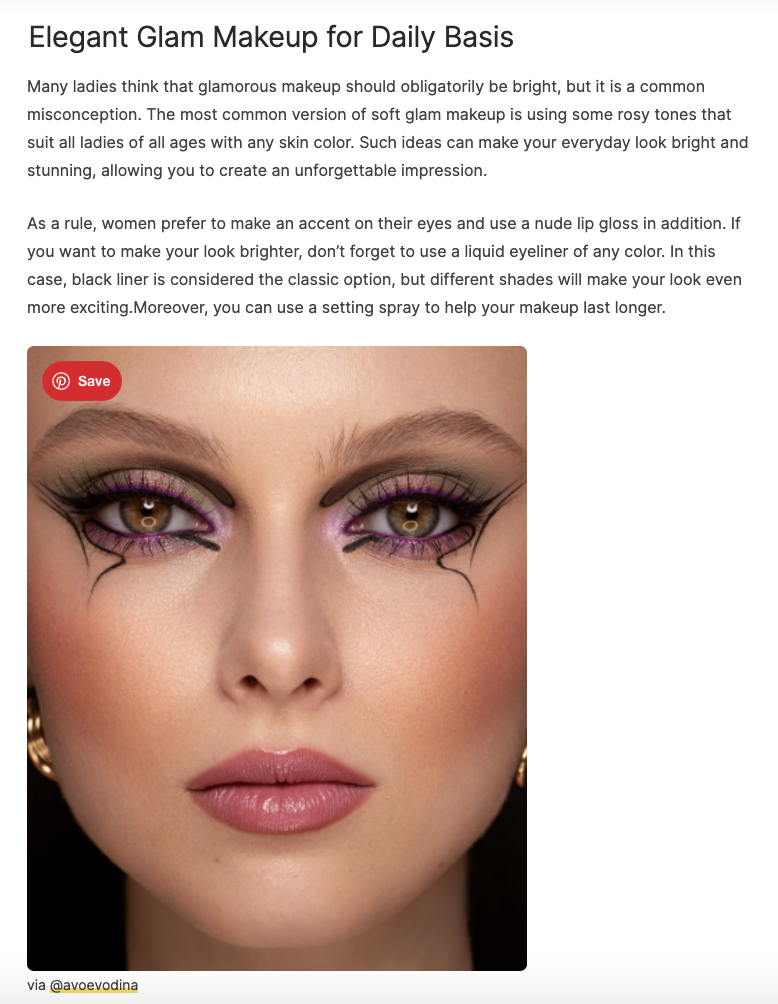 Elegant Glam Makeup for Daily Basis
Many ladies think that glamorous makeup should obligatorily be bright, but it is a common
misconception. The most common version of soft glam makeup is using some rosy tones that
suit all ladies of all ages with any skin color. Such ideas can make your everyday look bright and
stunning, allowing you to create an unforgettable impression.
As a rule, women prefer to make an accent on their eyes and use a nude lip gloss in addition. If
you want to make your look brighter, don’t forget to use a liquid eyeliner of any color. In this
case, black liner is considered the classic option, but different shades will make your look even
more exciting.Moreover, you can use a setting spray to help your makeup last longer.
Save
via @avoevodina